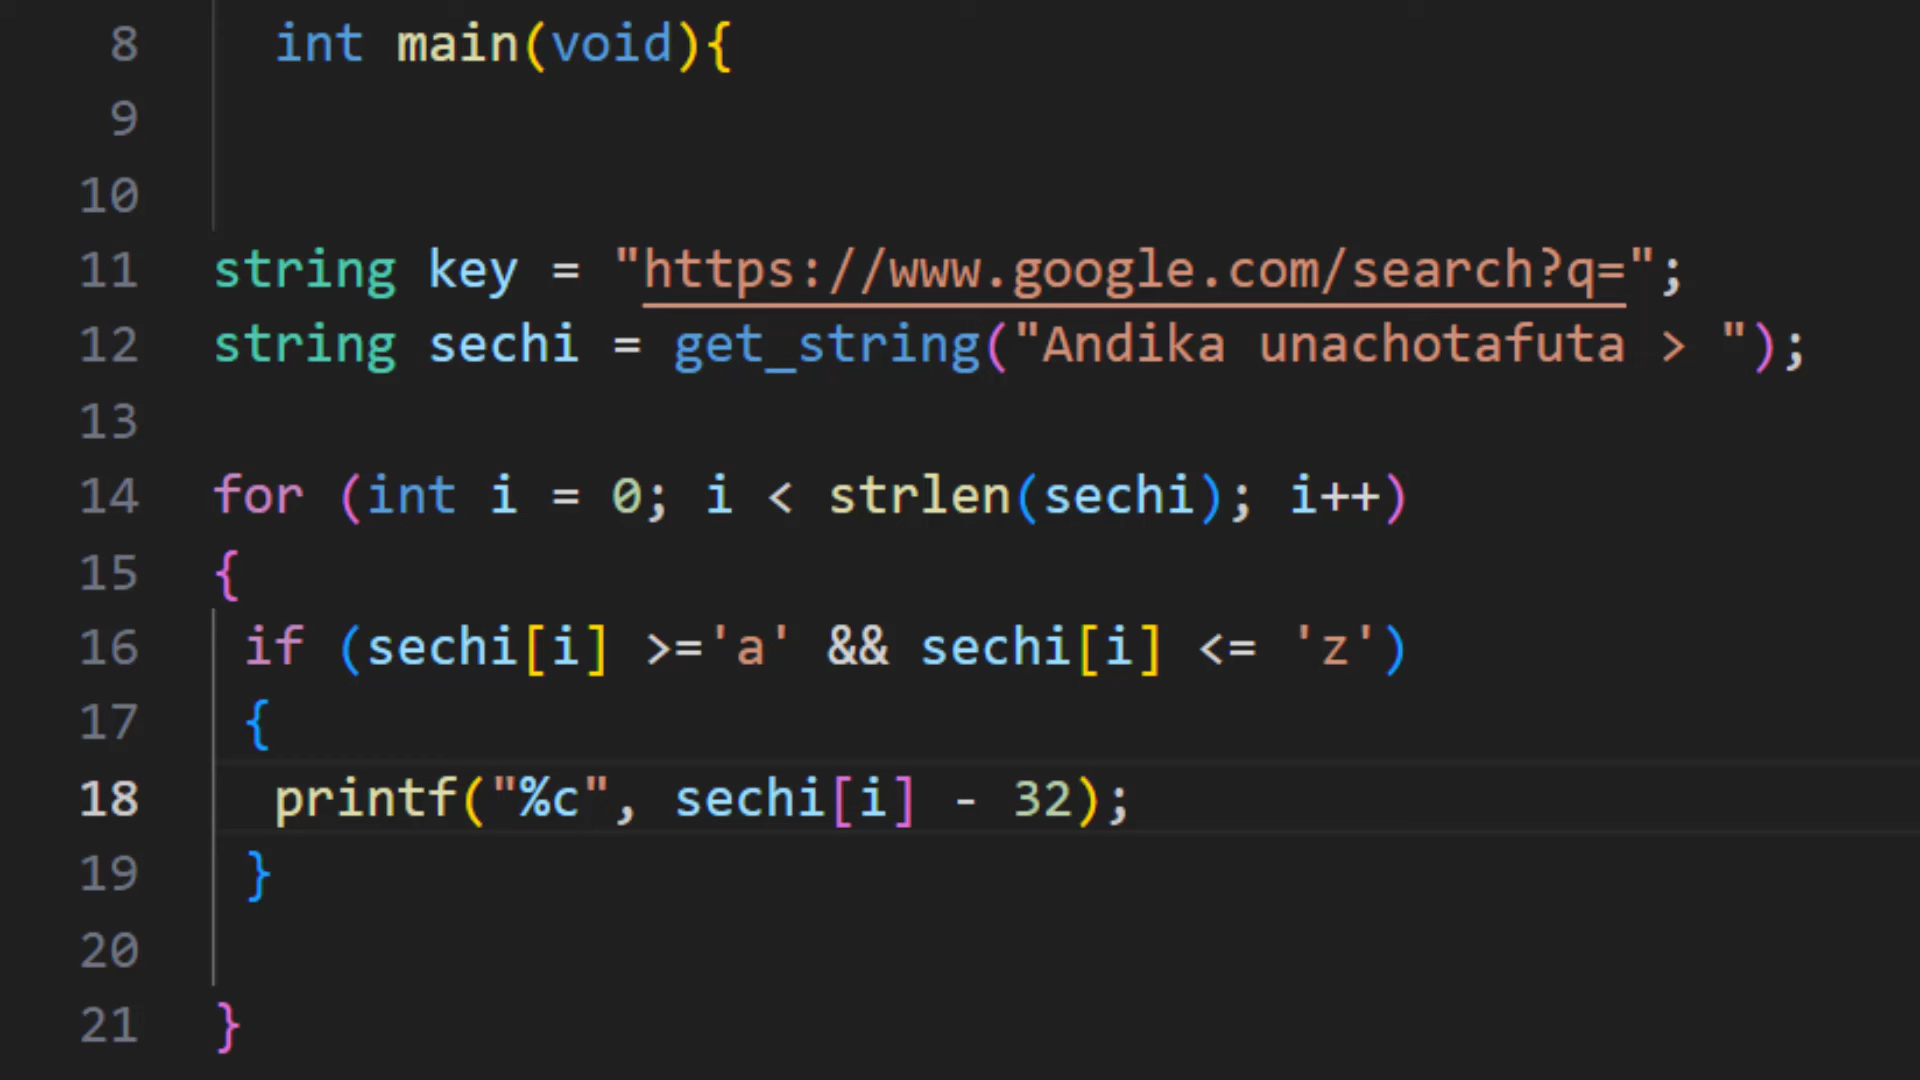 8 int main(void){
9
10
11 string key = "https://www.google.com/search?q=";
12 string sechi = get_string("Andika unachotafuta > ");
13
14 for (int i = 0; i < strlen(sechi); i++)
15 {
16 if (sechi[i] >='a' && sechi[i] <= 'z')
17 {
18 printf("%c", sechi[i] - 32);
19 }
20
21 }